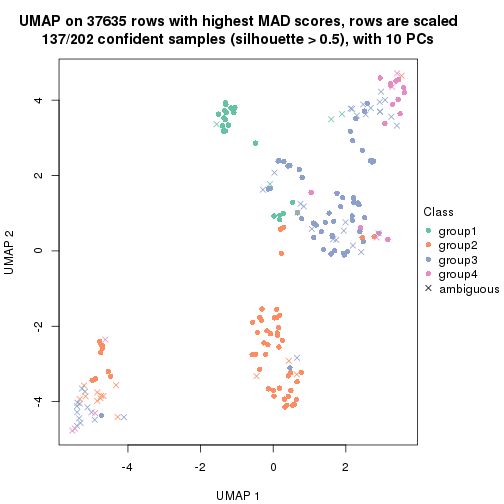 UMAP on 37635 rows with highest MAD scores, rows are scaled
137/202 confident samples (silhouette > 0.5), with 10 PCs
4
2
0
-2
-4
UMAP 2
-4
-2
0
2
UMAP 1
Class
group1
group2
group3
group4
ambiguous